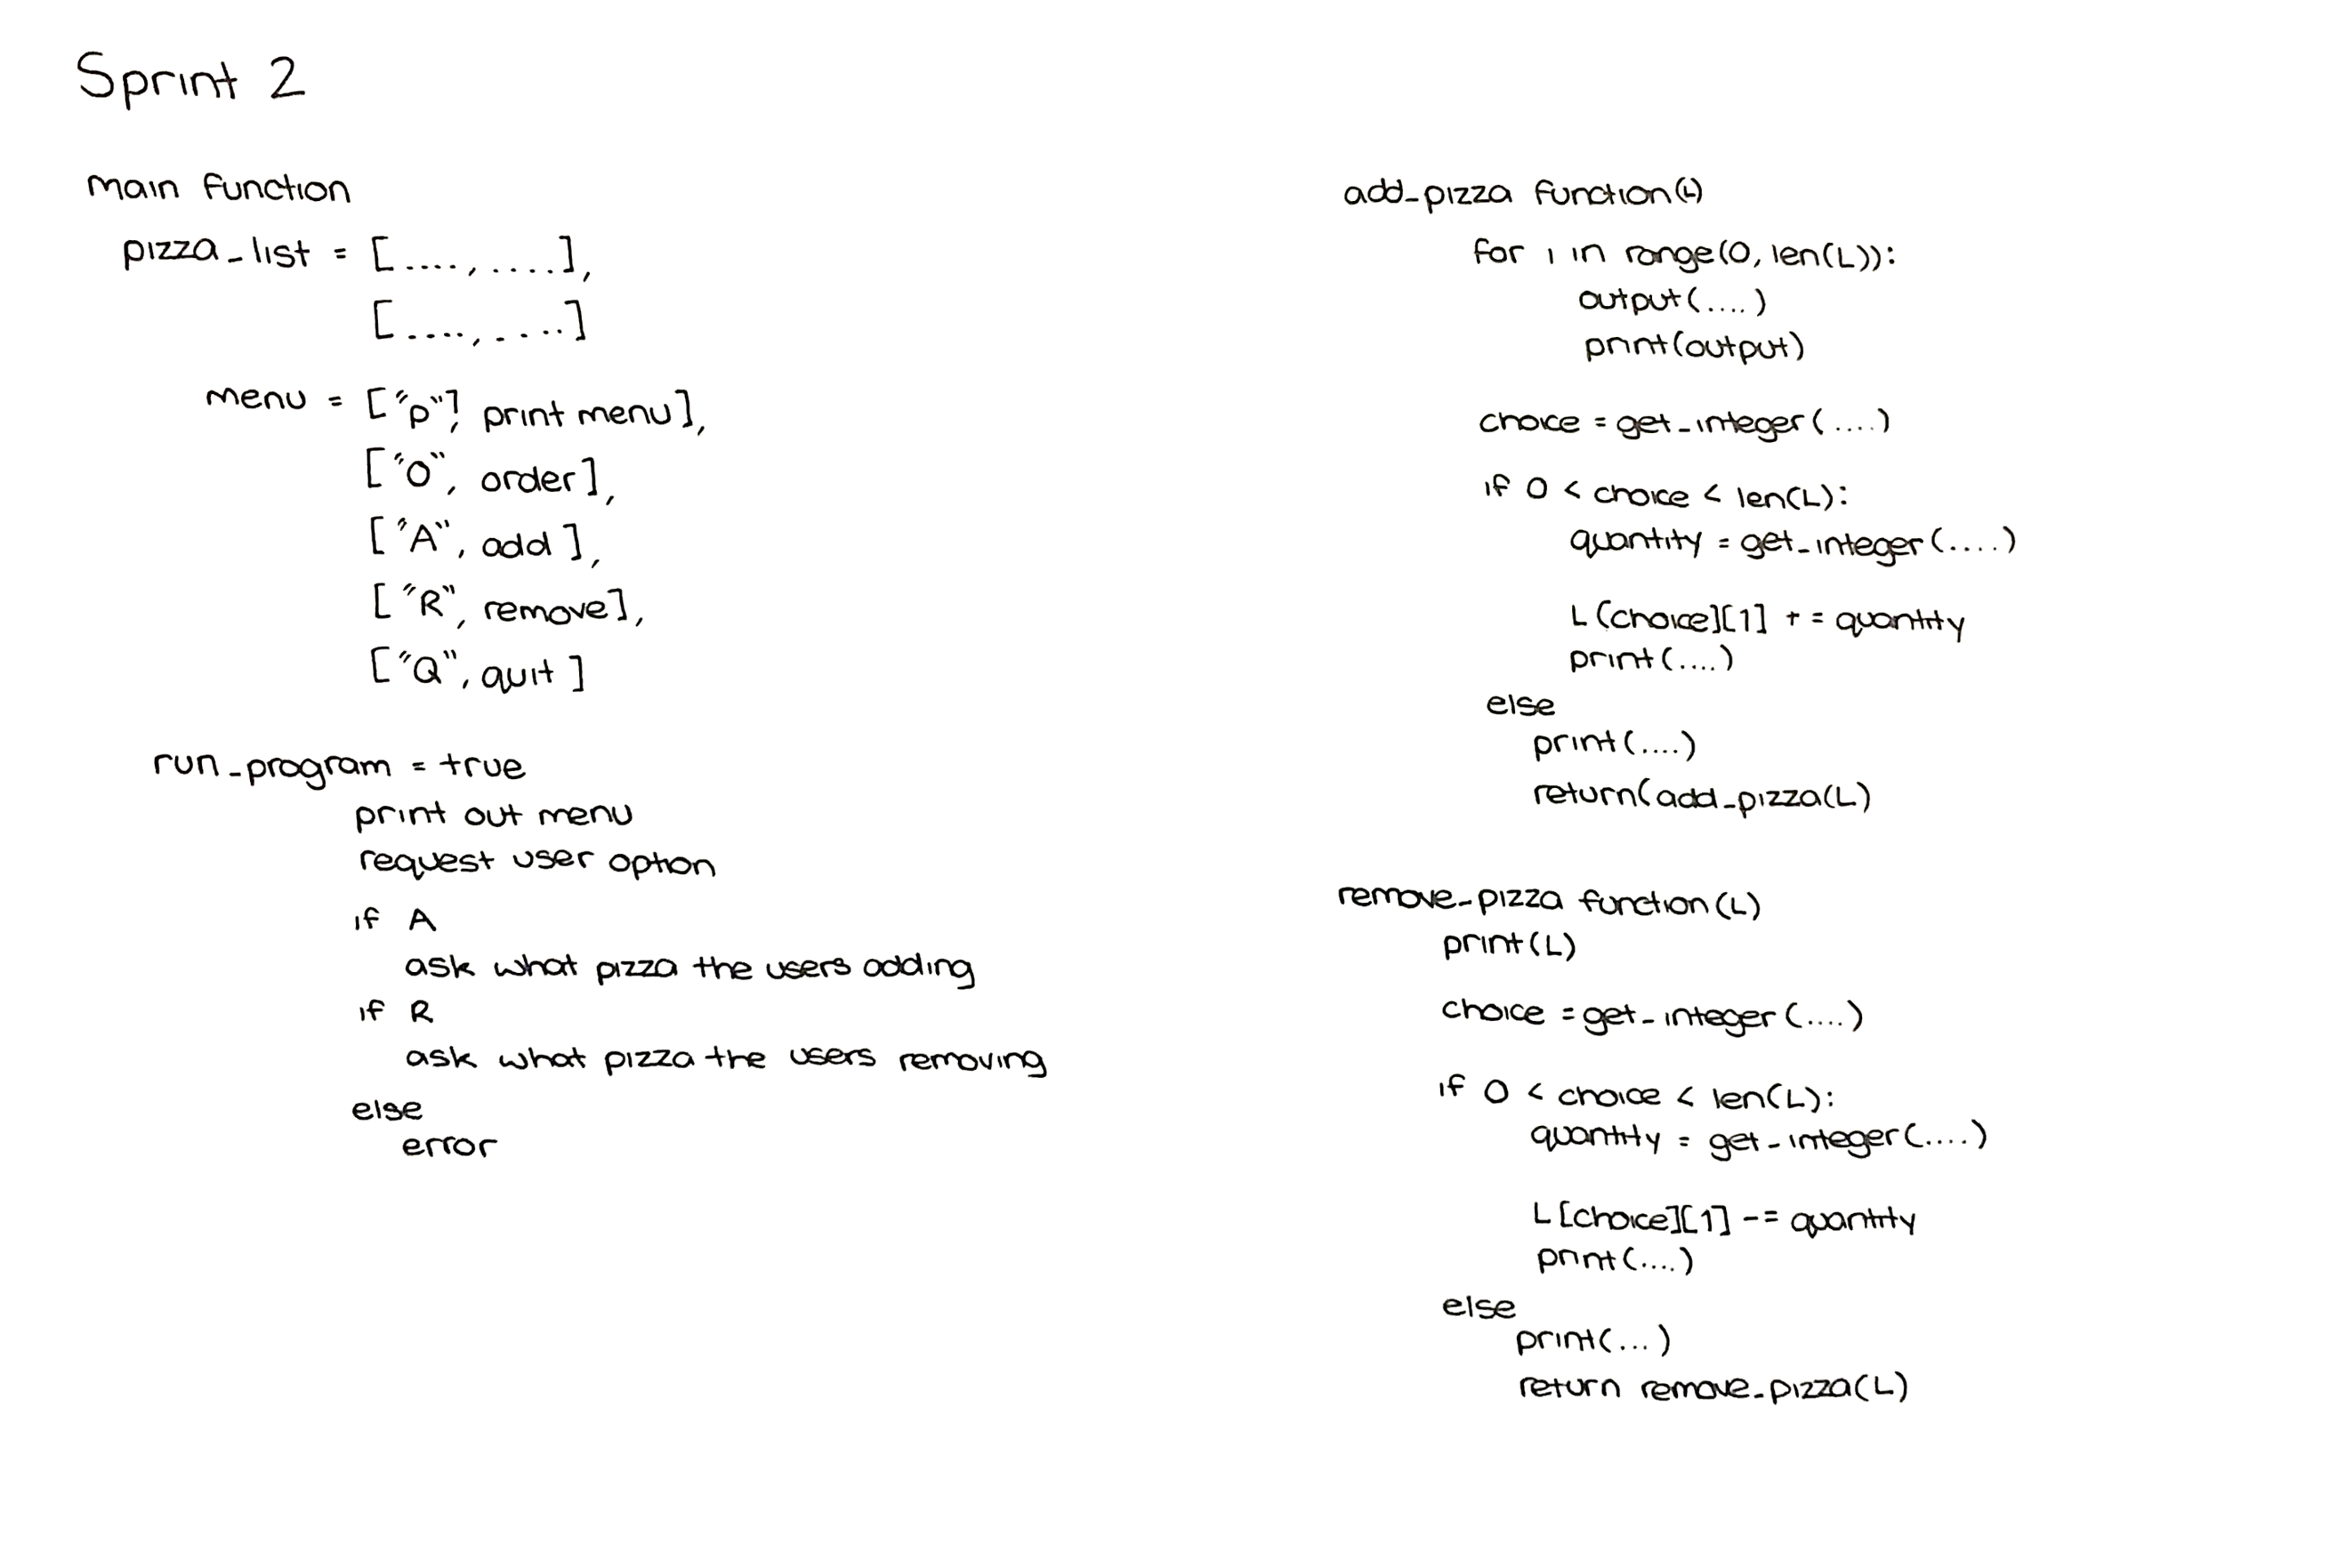 Sprint 2
main function
pizza_list = [...., ....],
[...., ....]
menu = ["p", print menu],
["O", order],
["A", add],
["R", remove],
["Q", quit]
run_program = true
print out menu
request user option
if A
ask what pizza the users adding
if R
ask what pizza the users removing
else
error
add_pizza function(L)
for i in range(0, len(L)):
output(....)
print(output)
choice = get_integer(....)
if 0 < choice < len(L):
quantity = get_integer(....)
L(choice][1] += quantity
print(....)
else
print(....)
return(add_pizza(L)
remove_pizza function(L)
print(L)
choice = get_integer(....)
if 0 < choice < len(L):
quantity = get_integer(....)
L[choice][1] -= quantity
print(....)
else
print(...)
return remove_pizza(L)